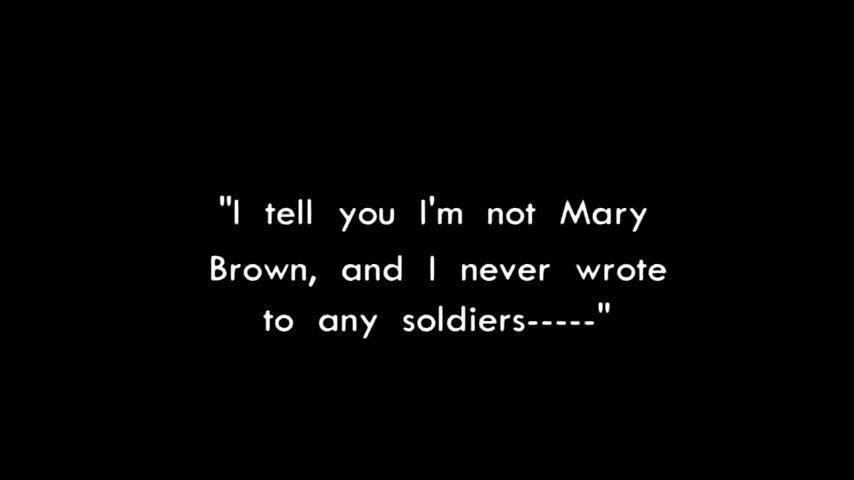 "I tell you I'm not Mary
Brown, and I never wrote
to any soldiers-----"